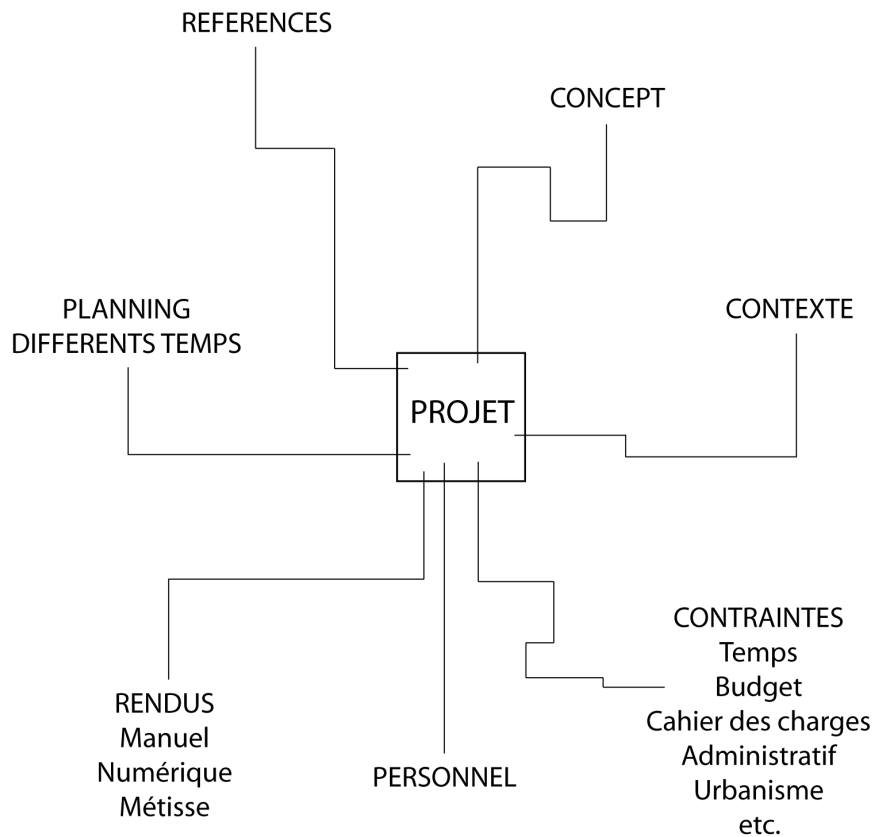 REFERENCES
CONCEPT
PLANNING
DIFFERENTS TEMPS
CONTEXTE
PROJET
CONTRAINTES
Temps
Budget
Cahier des charges
Administratif
Urbanisme
etc.
RENDUS
Manuel
Numérique
Métisse
PERSONNEL